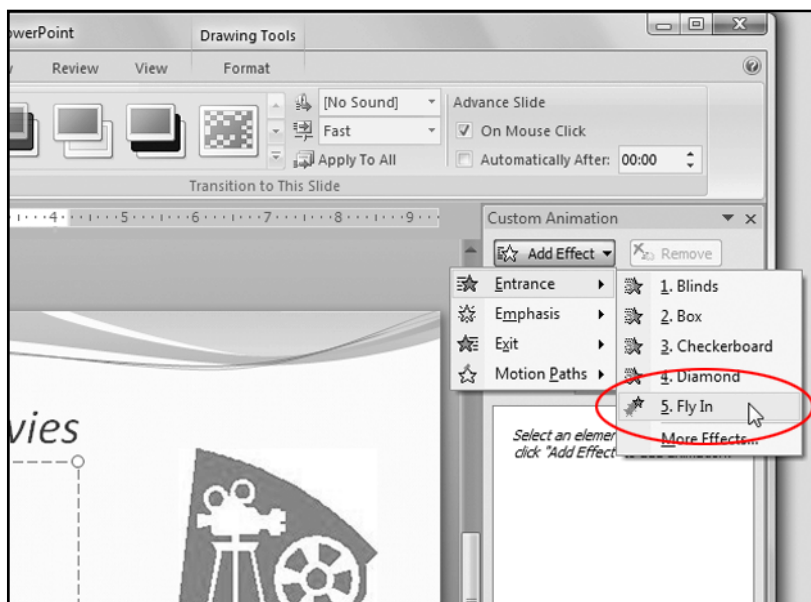 owerPoint
Drawing Tools
Review View Format
[No Sound]
Fast
Apply To All
Advance Slide
On Mouse Click
Automatically After: 00:00
Transition to This Slide
4 5 6 7 8 9
Custom Animation
Add Effect Remove
Entrance
Emphasis
Exit
Motion Paths
1. Blinds
2. Box
3. Checkerboard
4. Diamond
5. Fly In
More Effects...
vies
Select an
click "Add